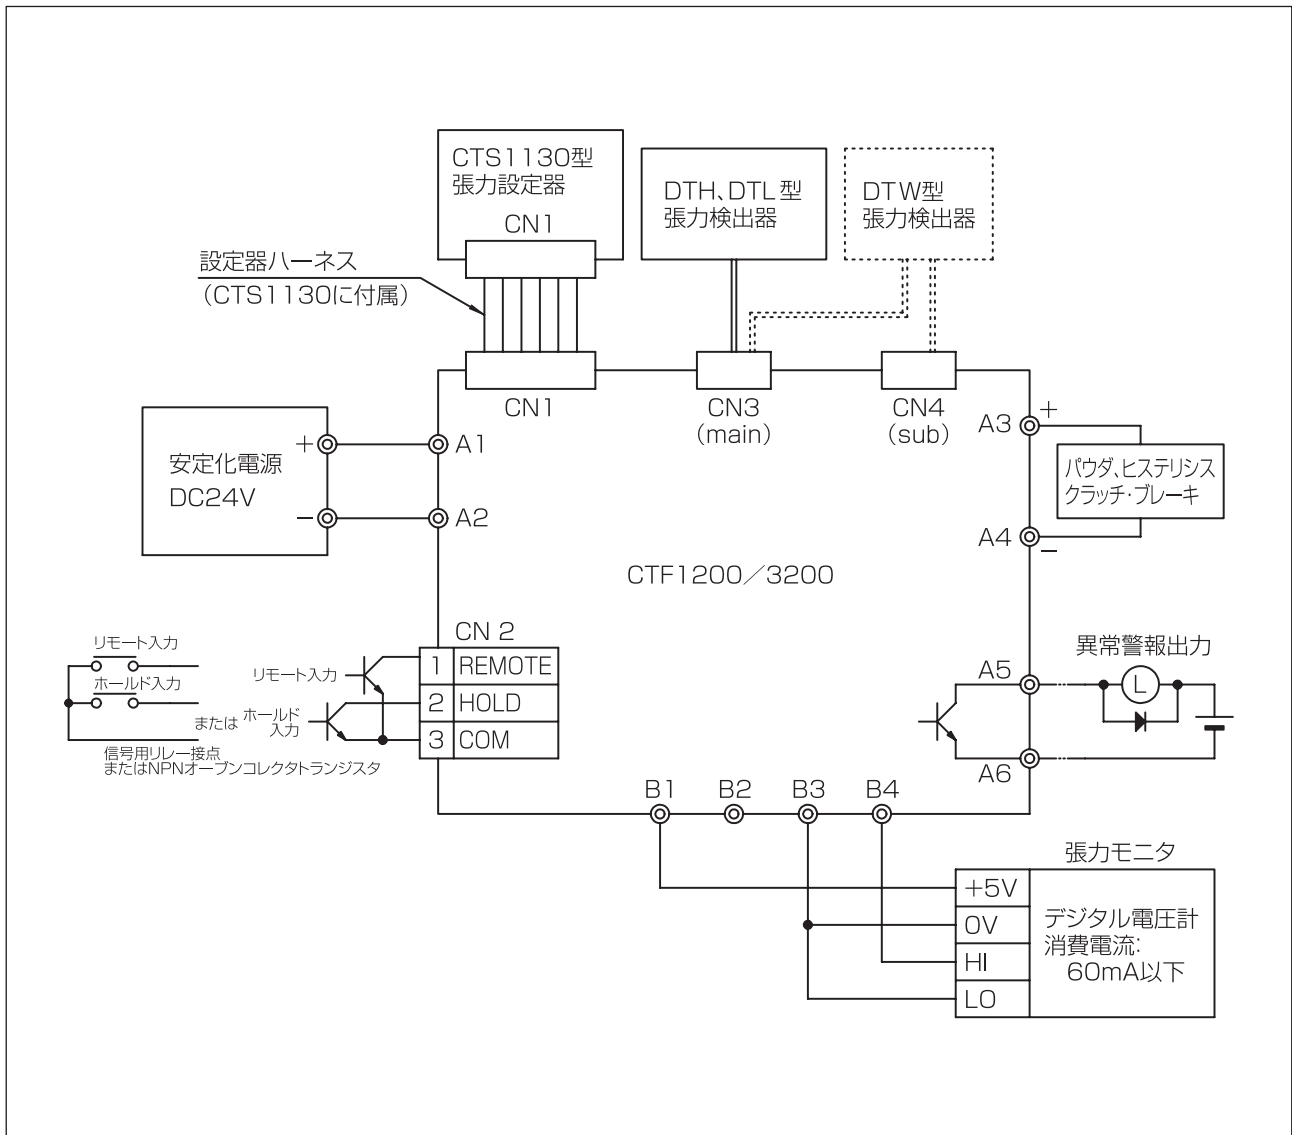 CTS1130型
張力設定器
CN1
DTH、DTL型
張力検出器
DTW型
張力検出器
設定器ハーネス
(CTS1130に付属)
CN1
CN3
(main)
CN4
(sub)
A3
+
安定化電源
DC24V
+
−
A1
A2
パウダ、ヒステリシス
クラッチ・ブレーキ
A4
−
CTF1200／3200
CN 2
1 REMOTE
2 HOLD
3 COM
リモート入力
ホールド入力
リモート入力
または
ホールド
入力
信号用リレー接点
またはNPNオープンコレクタトランジスタ
異常警報出力
A5
L
A6
B1
B2
B3
B4
張力モニタ
+5V
0V
HI
LO
デジタル電圧計
消費電流:
60mA以下